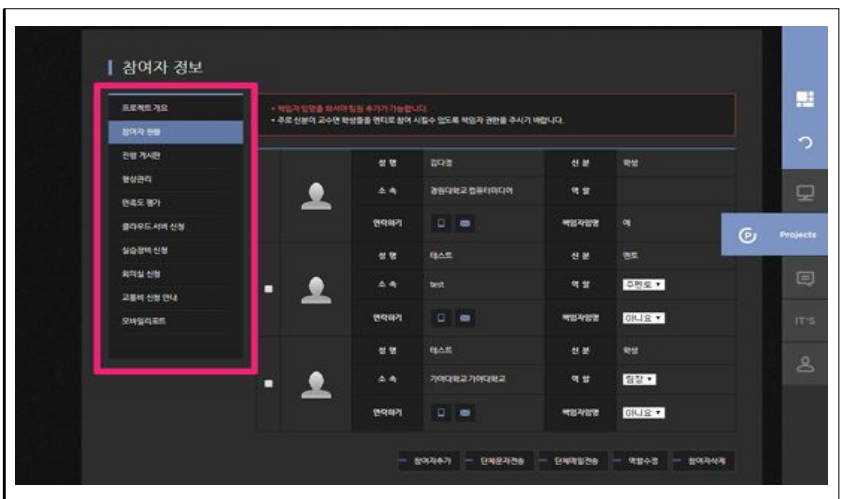 참여자 정보
프로젝트 개요
참여자 현황
진행 게시판
형상관리
만족도 평가
클라우드 서버 신청
실습장비 신청
회의실 신청
교통비 신청 안내
모바일리포트
• 책임자 임명을 하셔야 팀원 추가가 가능합니다.
• 주로 신분이 교수면 학생들을 멘티로 참여 시킬수 있도록 책임자 권한을 주시기 바랍니다.
성 명 신 분 학생
소 속 경원대학교 컴퓨터미디어 역 할
연락하기 책임자임명 예
성 명 테스트 신 분 멘토
소 속 test 역 할 주멘토
연락하기 책임자임명 아니요
성 명 테스트 신 분 학생
소 속 가야대학교 가야대학교 역 할 팀장
연락하기 책임자임명 아니요
참여자추가 단체문자전송 단체메일전송 역할수정 참여자삭제
P Projects
IT'S